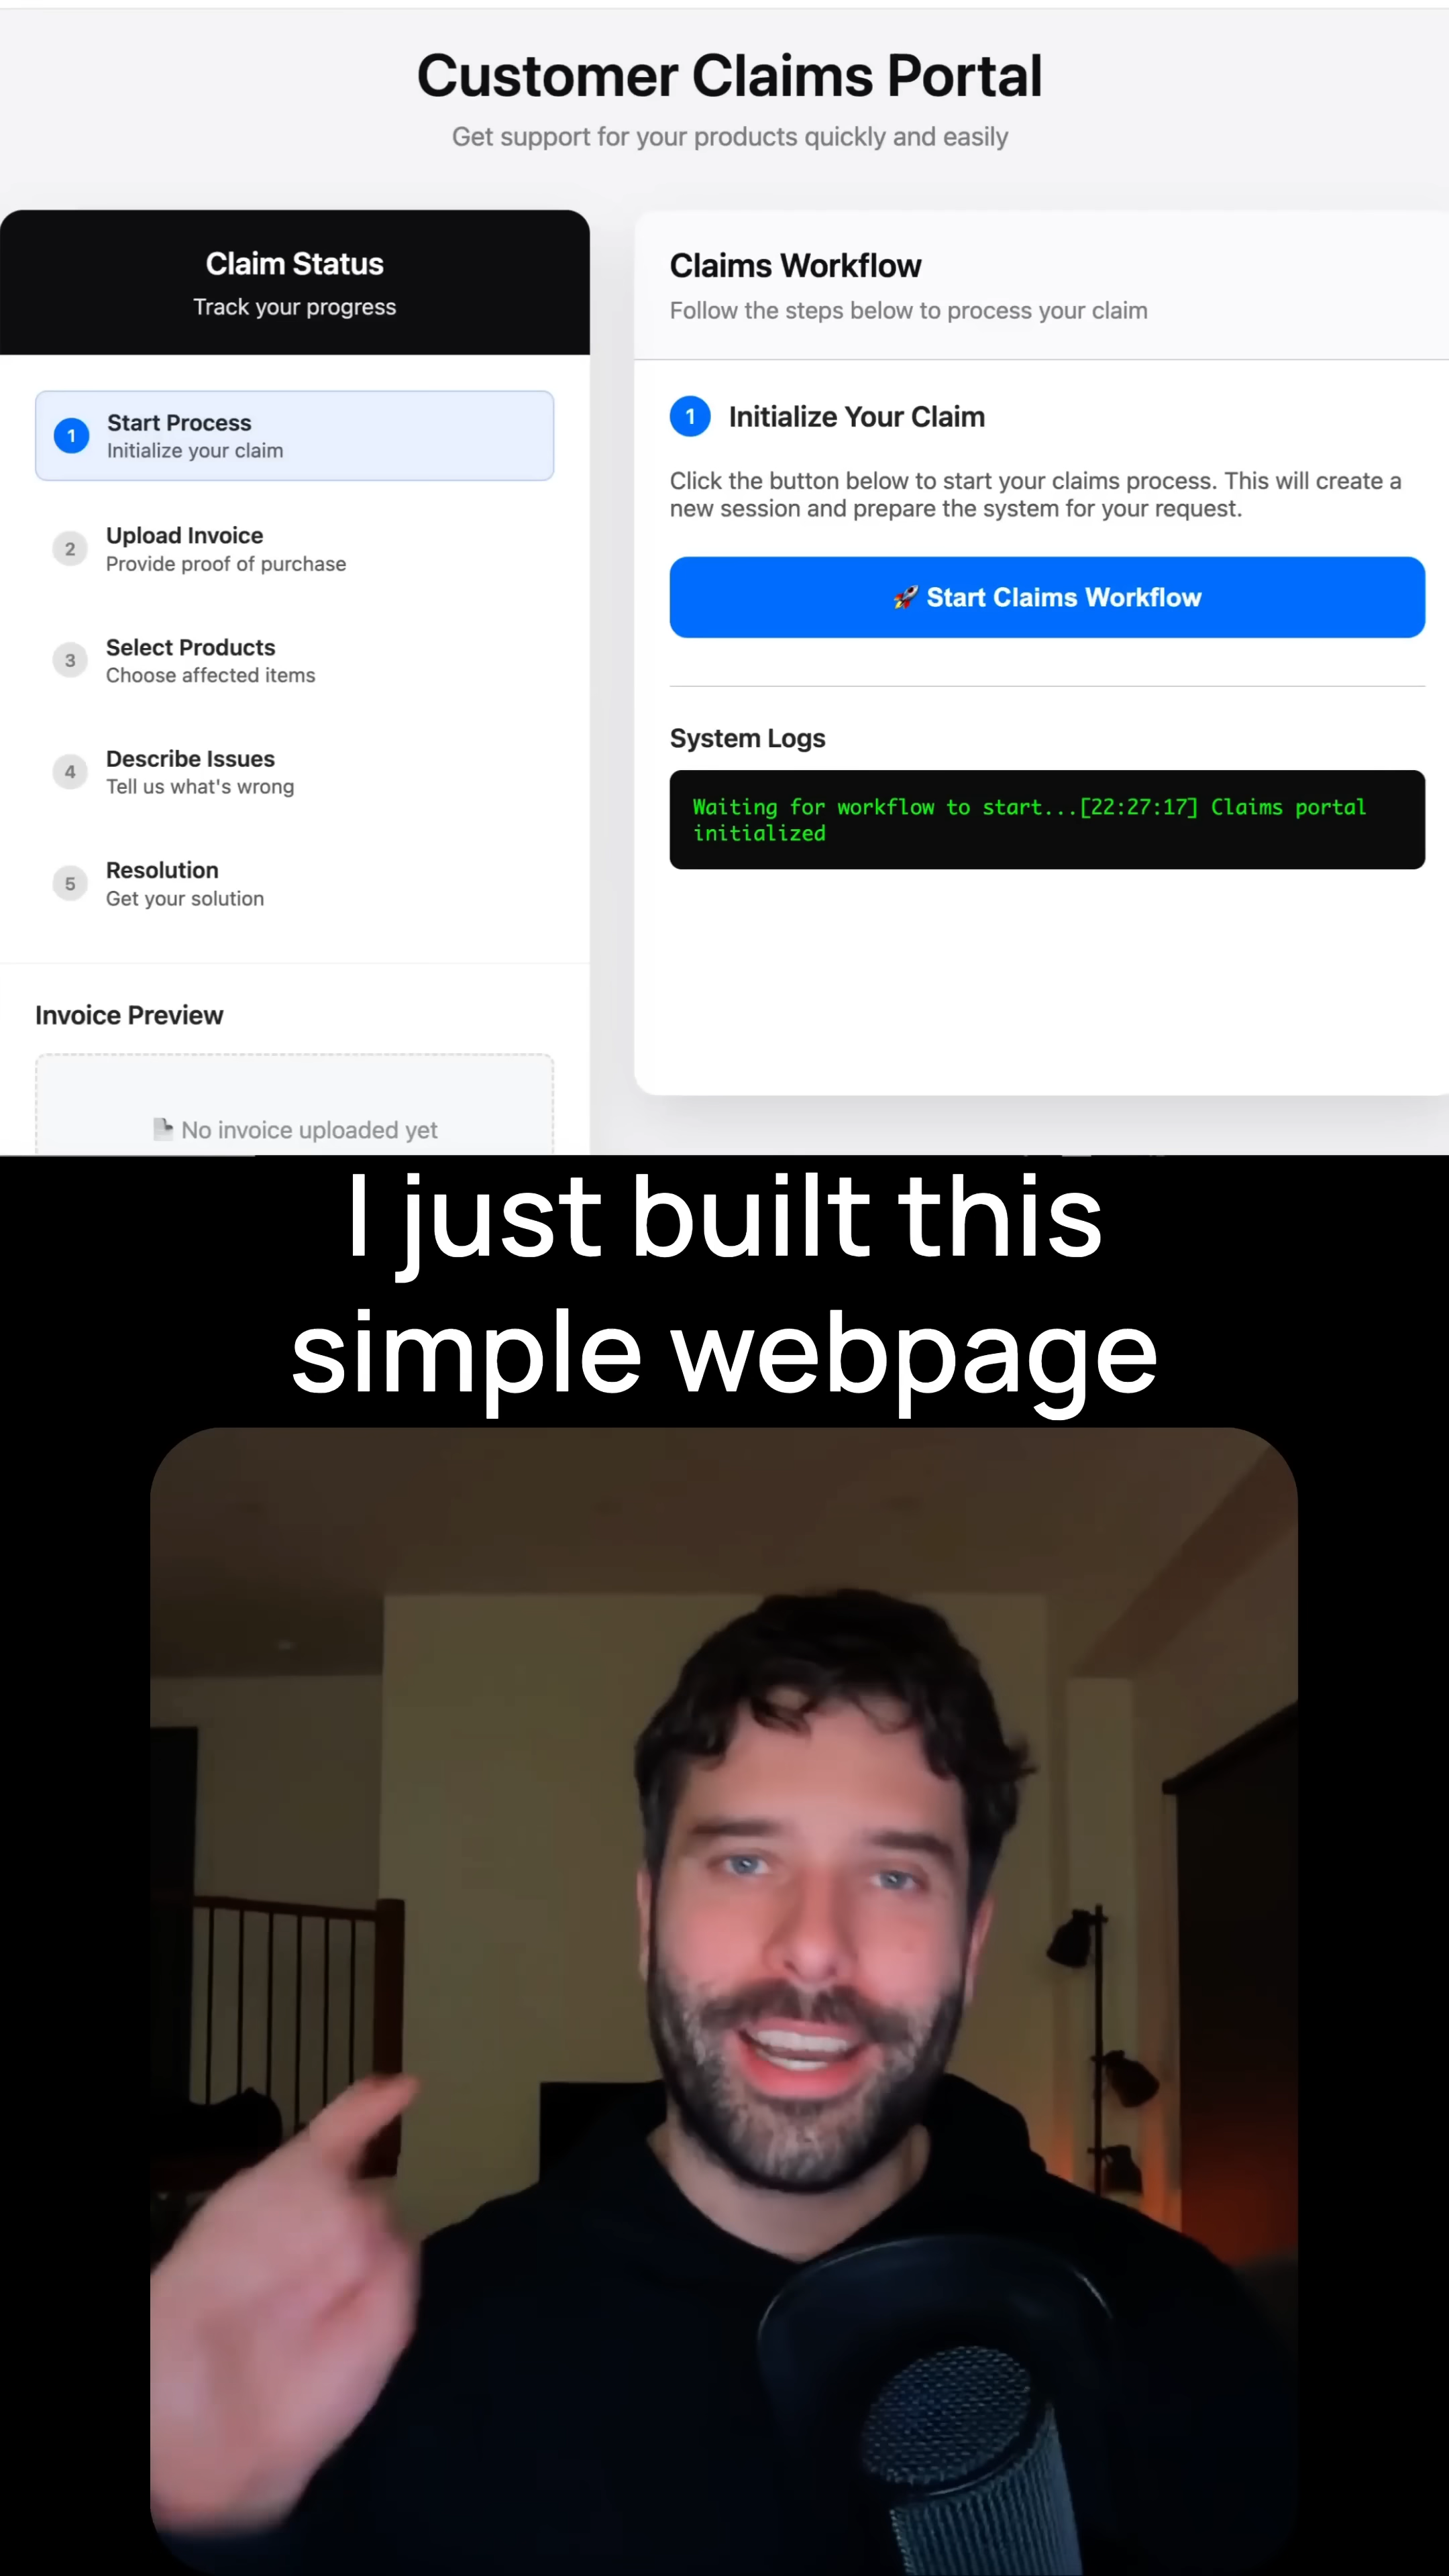 Customer Claims Portal
Get support for your products quickly and easily
Claim Status
Track your progress
1
Start Process
Initialize your claim
2
Upload Invoice
Provide proof of purchase
3
Select Products
Choose affected items
4
Describe Issues
Tell us what's wrong
5
Resolution
Get your solution
Invoice Preview
No invoice uploaded yet
Claims Workflow
Follow the steps below to process your claim
1 Initialize Your Claim
Click the button below to start your claims process. This will create a
new session and prepare the system for your request.
🚀 Start Claims Workflow
System Logs
Waiting for workflow to start...[22:27:17] Claims portal
initialized
I just built this
simple webpage